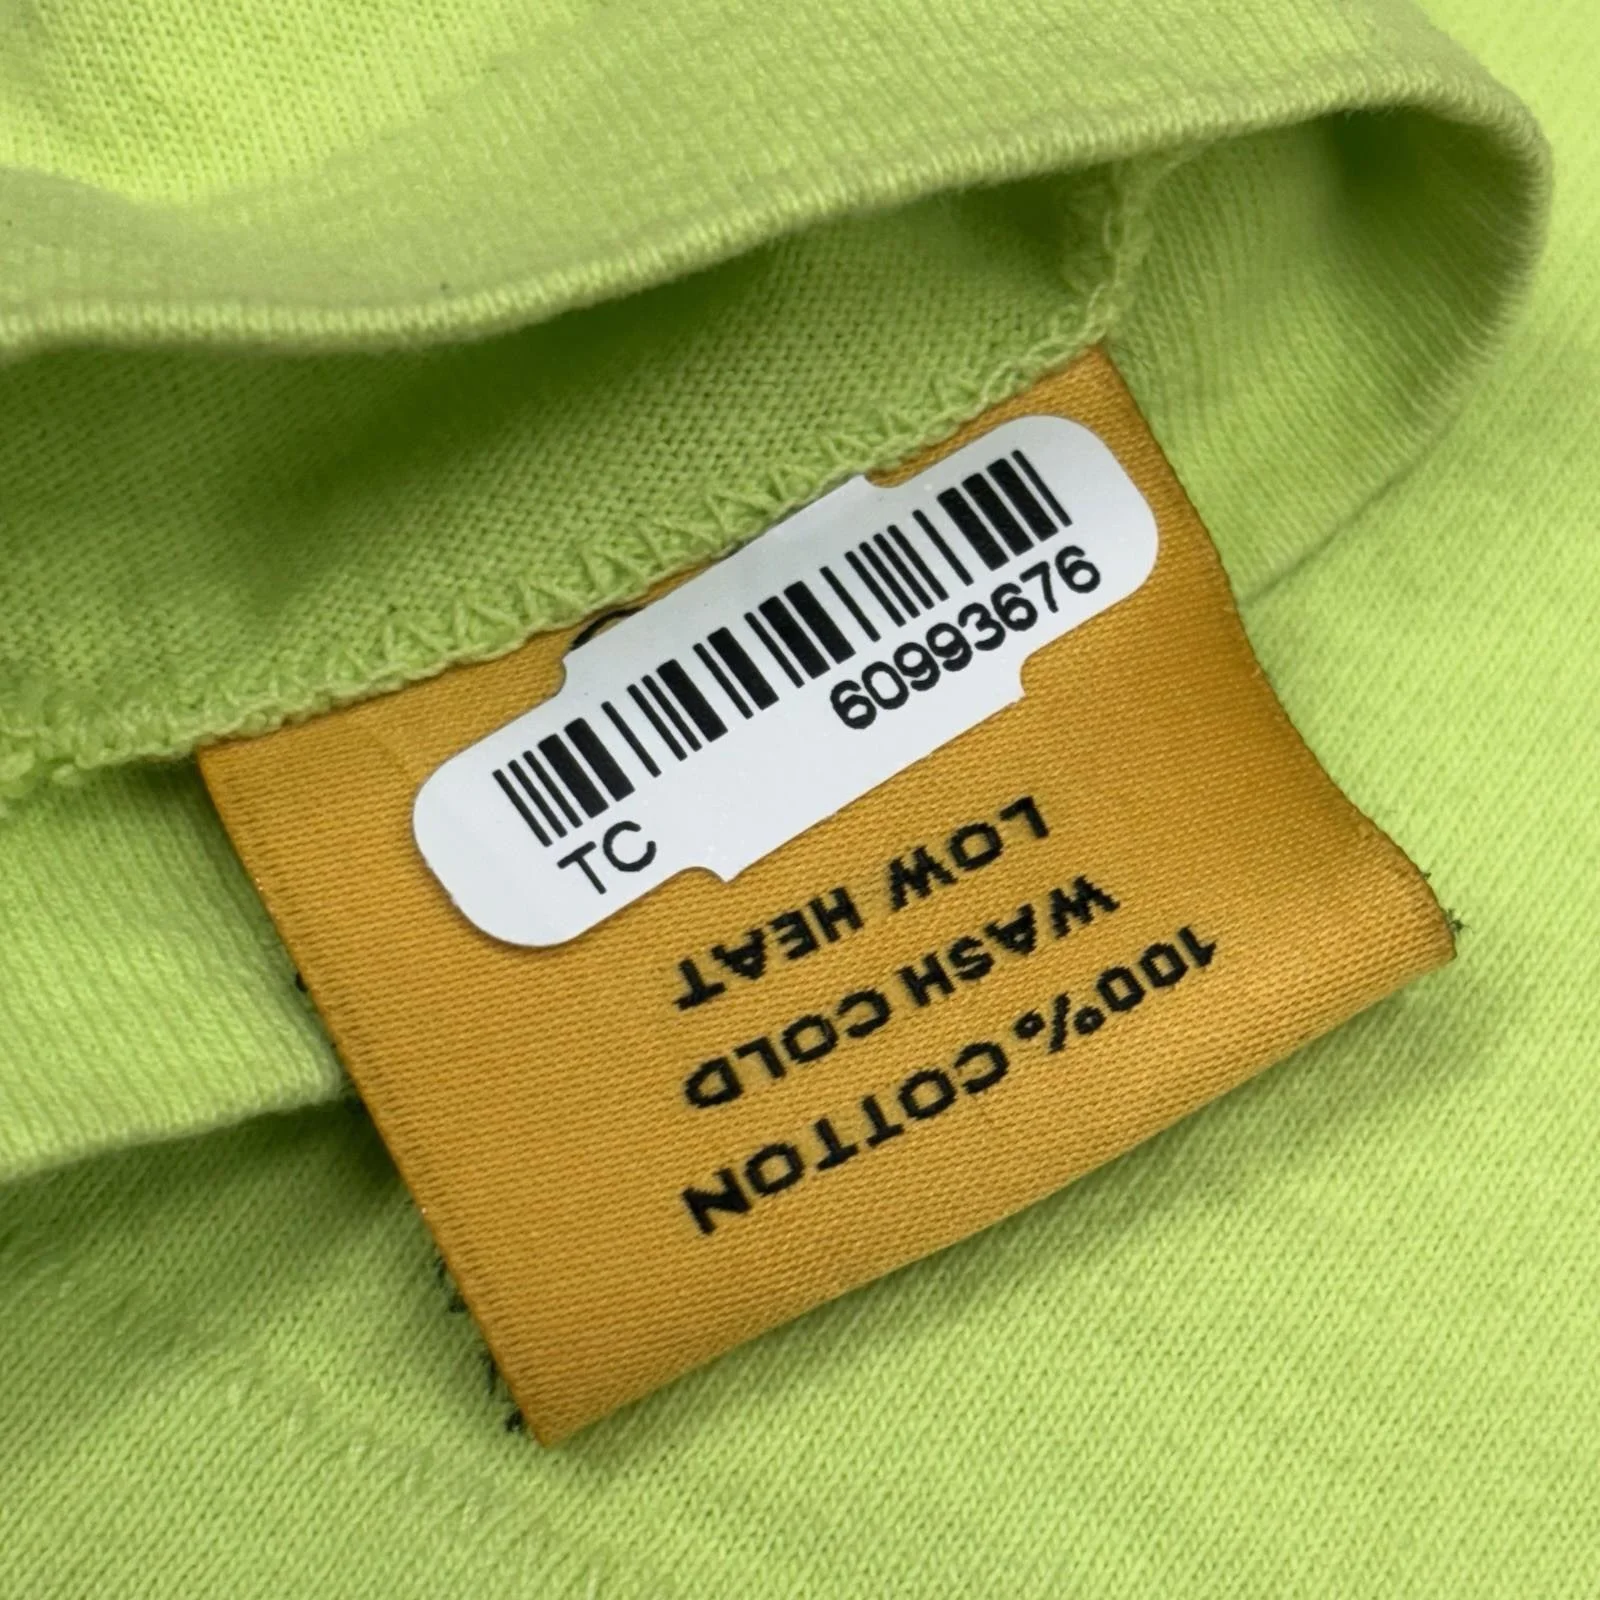 60993676
TC
100% COTTON
WASH COLD
LOW HEAT